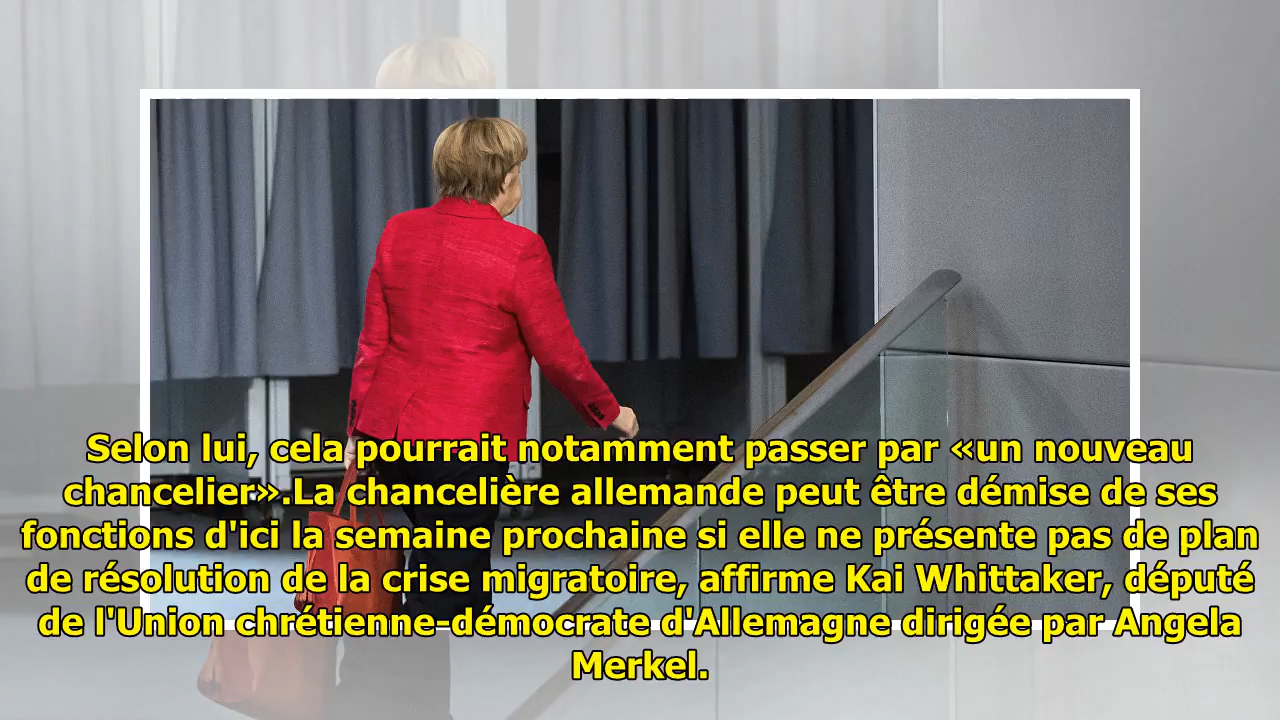 Selon lui, cela pourrait notamment passer par «un nouveau
chancelier».La chancelière allemande peut être démise de ses
fonctions d'ici la semaine prochaine si elle ne présente pas de plan
de résolution de la crise migratoire, affirme Kai Whittaker, député
de l'Union chrétienne-démocrate d'Allemagne dirigée par Angela
Merkel.